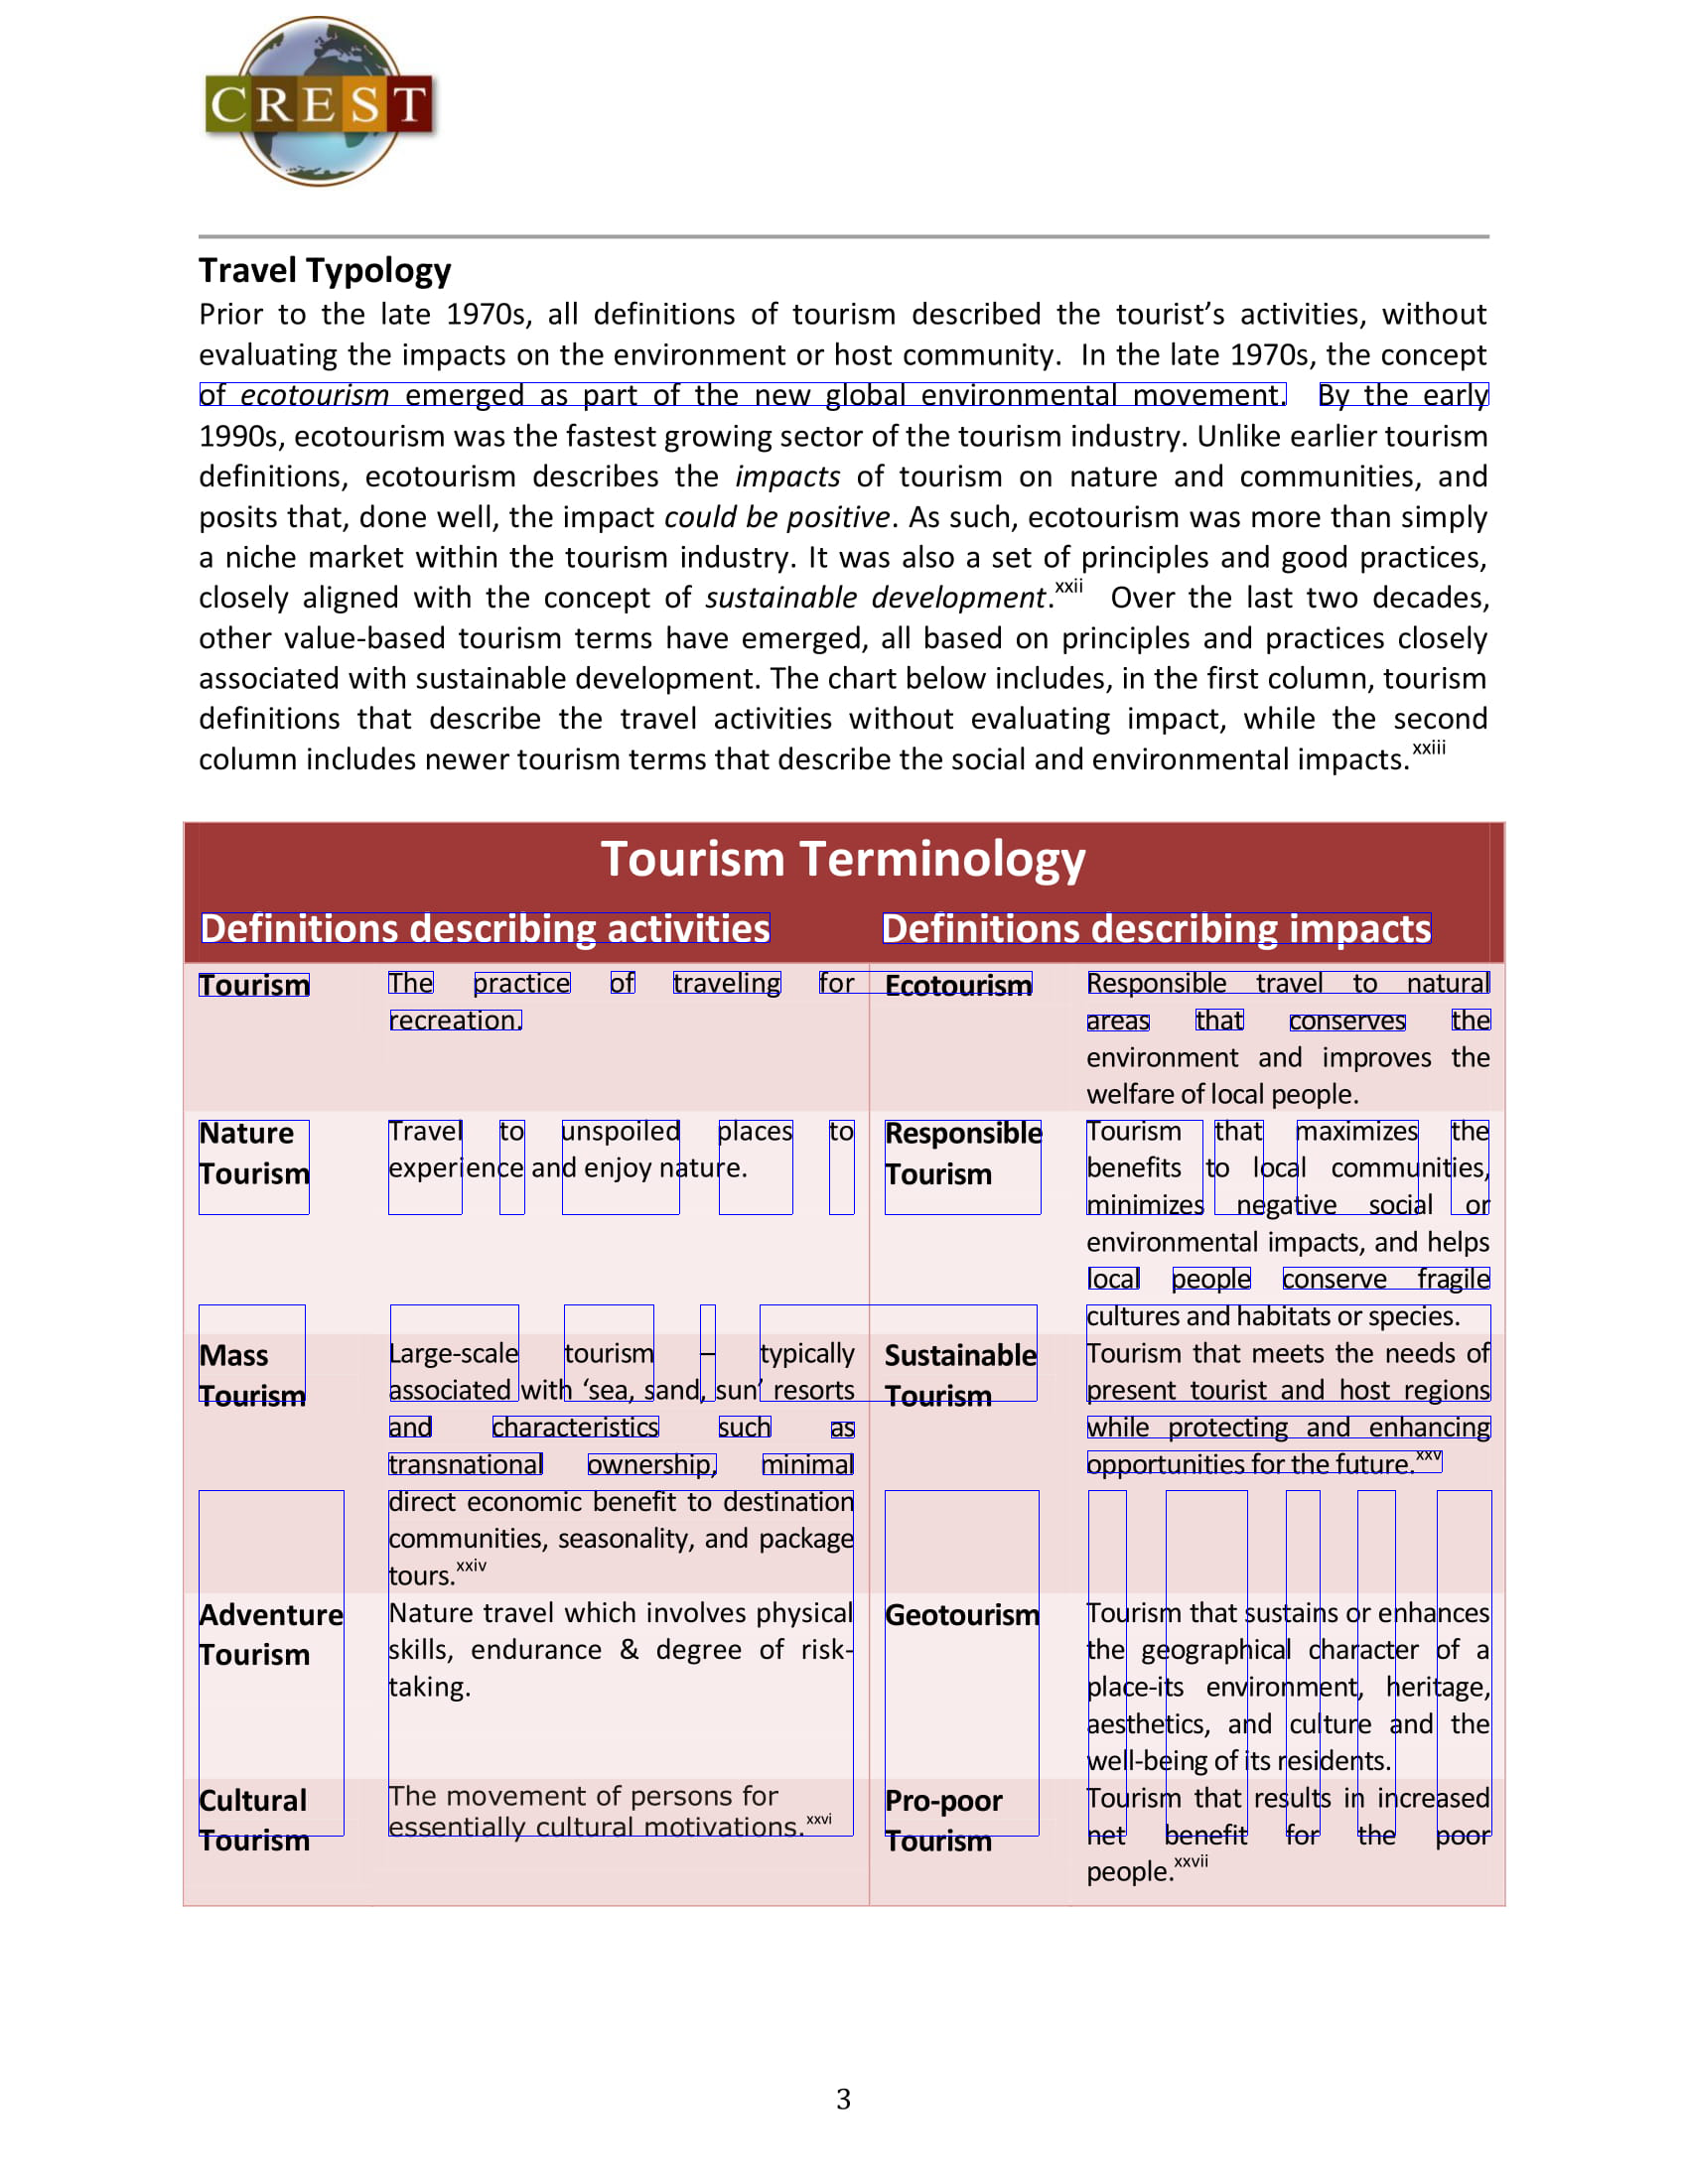 CREST
Travel Typology
Prior to the late 1970s, all definitions of tourism described the tourist’s activities, without
evaluating the impacts on the environment or host community.  In the late 1970s, the concept
of ecotourism emerged as part of the new global environmental movement.  By the early
1990s, ecotourism was the fastest growing sector of the tourism industry. Unlike earlier tourism
definitions, ecotourism describes the impacts of tourism on nature and communities, and
posits that, done well, the impact could be positive. As such, ecotourism was more than simply
a niche market within the tourism industry. It was also a set of principles and good practices,
closely aligned with the concept of sustainable development.xxii  Over the last two decades,
other value-based tourism terms have emerged, all based on principles and practices closely
associated with sustainable development. The chart below includes, in the first column, tourism
definitions that describe the travel activities without evaluating impact, while the second
column includes newer tourism terms that describe the social and environmental impacts.xxiii
Tourism Terminology
Definitions describing activities
Definitions describing impacts
Tourism
The practice of traveling for
recreation.
Ecotourism
Responsible travel to natural
areas that conserves the
environment and improves the
welfare of local people.
Nature
Tourism
Travel to unspoiled places to
experience and enjoy nature.
Responsible
Tourism
Tourism that maximizes the
benefits to local communities,
minimizes negative social or
environmental impacts, and helps
local people conserve fragile
cultures and habitats or species.
Mass
Tourism
Large-scale tourism – typically
associated with ‘sea, sand, sun’ resorts
and characteristics such as
transnational ownership, minimal
direct economic benefit to destination
communities, seasonality, and package
tours.xxiv
Sustainable
Tourism
Tourism that meets the needs of
present tourist and host regions
while protecting and enhancing
opportunities for the future.xxv
Adventure
Tourism
Nature travel which involves physical
skills, endurance & degree of risk-
taking.
Geotourism
Tourism that sustains or enhances
the geographical character of a
place-its environment, heritage,
aesthetics, and culture and the
well-being of its residents.
Cultural
Tourism
The movement of persons for
essentially cultural motivations.xxvi
Pro-poor
Tourism
Tourism that results in increased
net benefit for the poor
people.xxvii
3